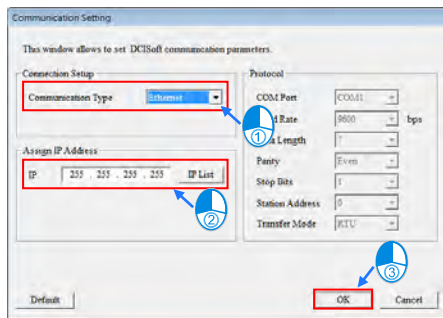 Communication Setting
This window allows to set DCISoft communication parameters.
Connection Setup
Communication Type Ethernet
①
Assign IP Address
IP 255 . 255 . 255 . 255 IP List
②
Protocol
COM Port COM1
Rate 9600 bps
Length 7
Parity Even
Stop Bits 1
Station Address 0
Transfer Mode RTU
③
Default OK Cancel